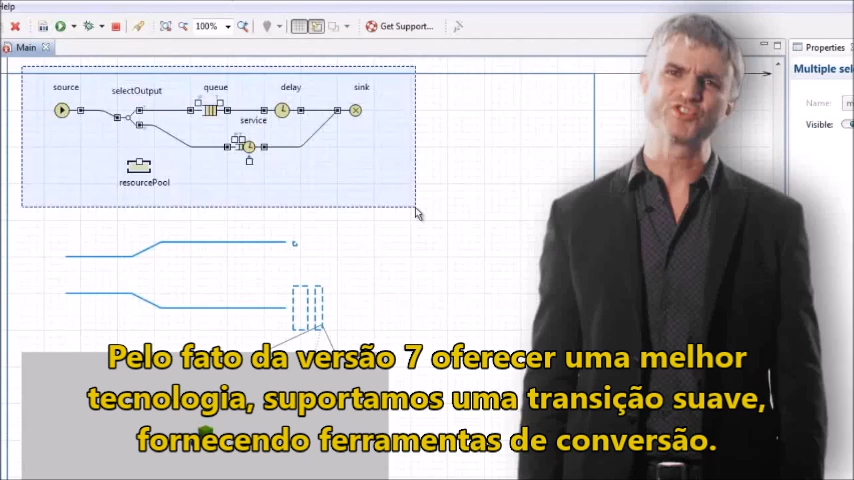 Help
100%
Get Support...
Main
Properties
source
selectOutput
queue
delay
sink
service
resourcePool
Multiple sel
Name:
Visible:
Pelo fato da versão 7 oferecer uma melhor
tecnologia, suportamos uma transição suave,
fornecendo ferramentas de conversão.